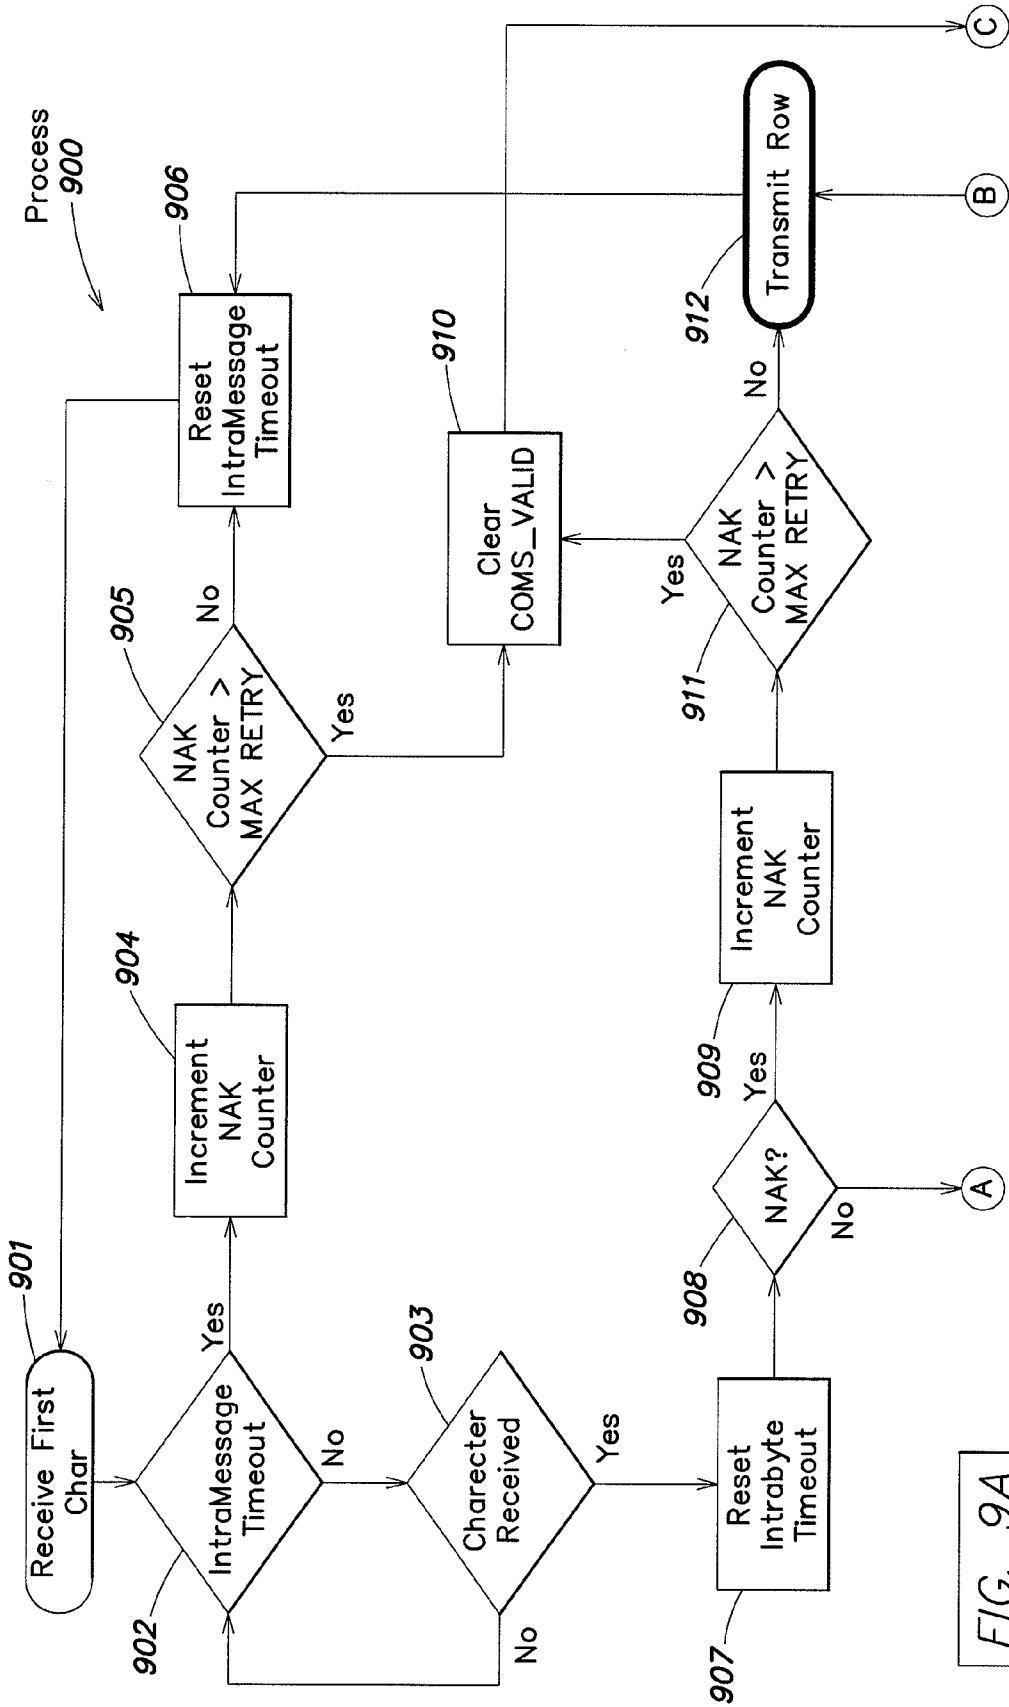 Process
900
901
Receive First
Char
902
IntraMessage
Timeout
Yes
No
904
Increment
NAK
Counter
905
NAK
Counter >
MAX RETRY
No
Yes
906
Reset
IntraMessage
Timeout
903
Charecter
Received
No
Yes
910
Clear
COMS_VALID
907
Reset
Intrabyte
Timeout
908
NAK?
Yes
No
909
Increment
NAK
Counter
911
NAK
Counter >
MAX RETRY
Yes
No
912
Transmit Row
A
B
C
FIG. 9A